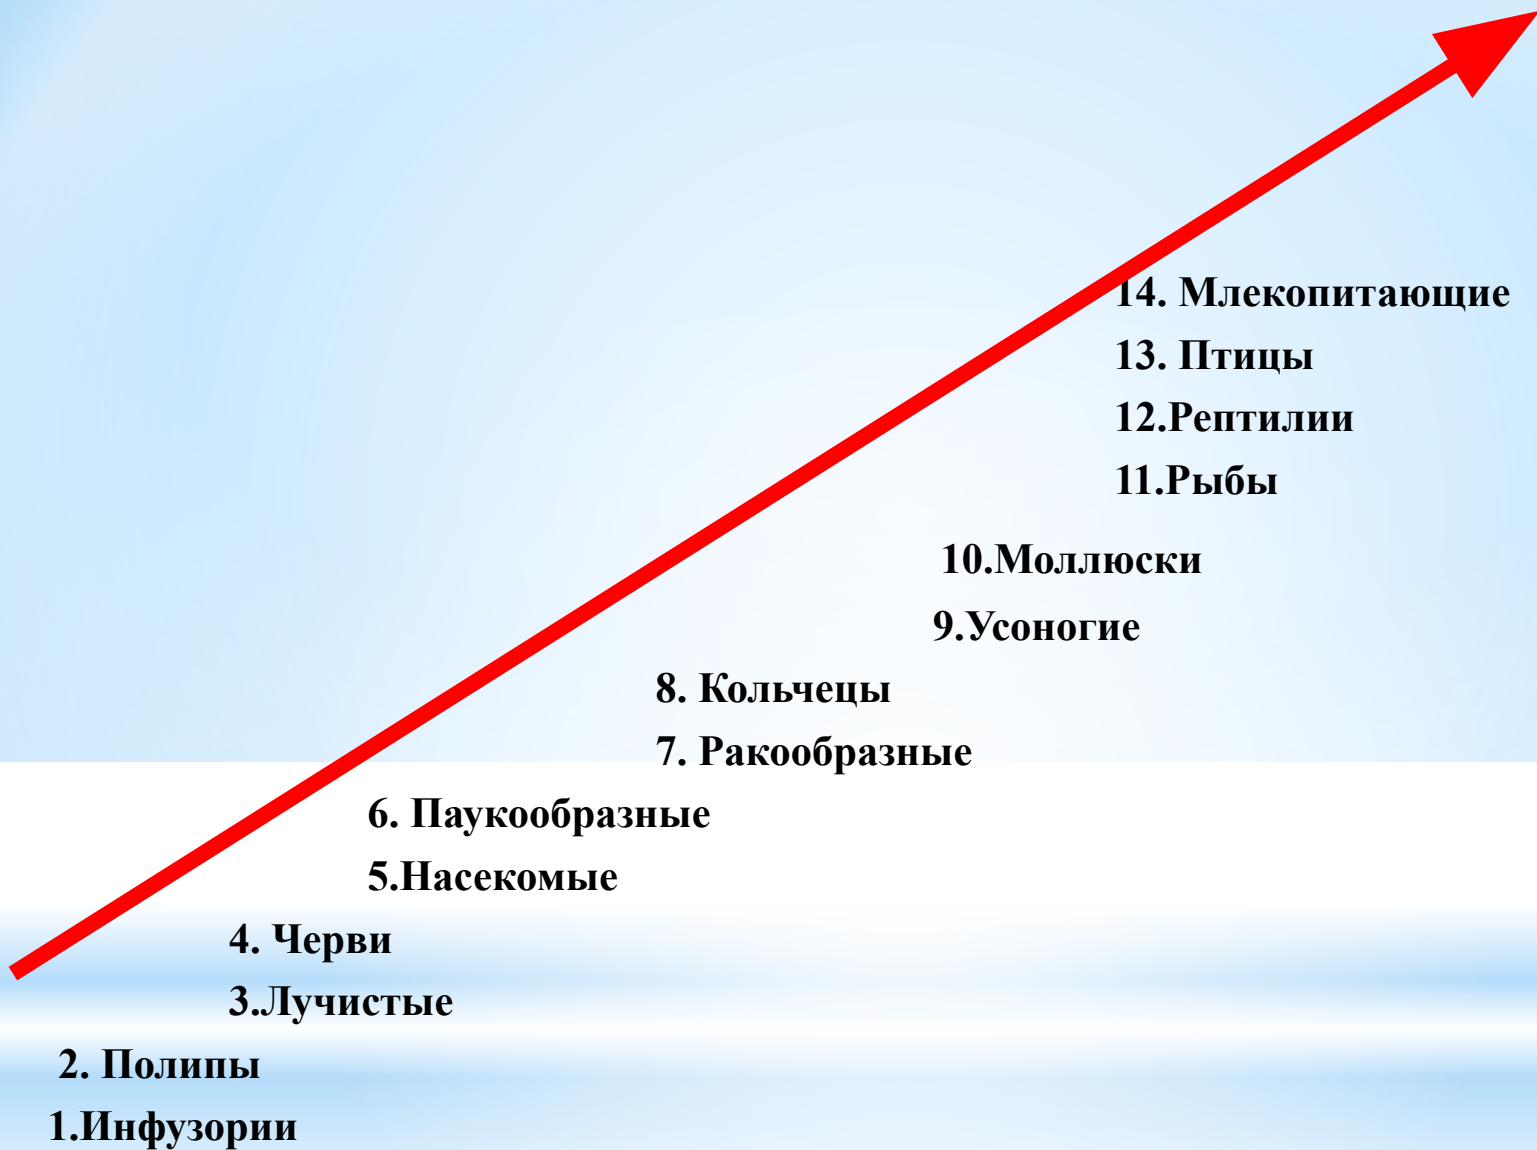 14. Млекопитающие
13. Птицы
12.Рептилии
11.Рыбы
10.Моллюски
9.Усоногие
8. Кольчецы
7. Ракообразные
6. Паукообразные
5.Насекомые
4. Черви
3.Лучистые
2. Полипы
1.Инфузории